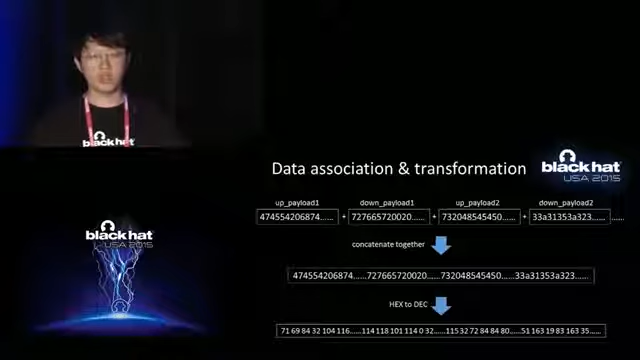 black hat
Data association & transformation
black hat
USA 2015
up_payload1 down_payload1 up_payload2 down_payload2
474554206874...... + 727665720020...... + 732048545450...... + 33a31353a323...... ......
concatenate together
474554206874......727665720020......732048545450......33a31353a323......
HEX to DEC
71 69 84 32 104 116......114 118 101 114 0 32......115 32 72 84 84 80......51 163 19 83 163 35......
black hat
USA 2015